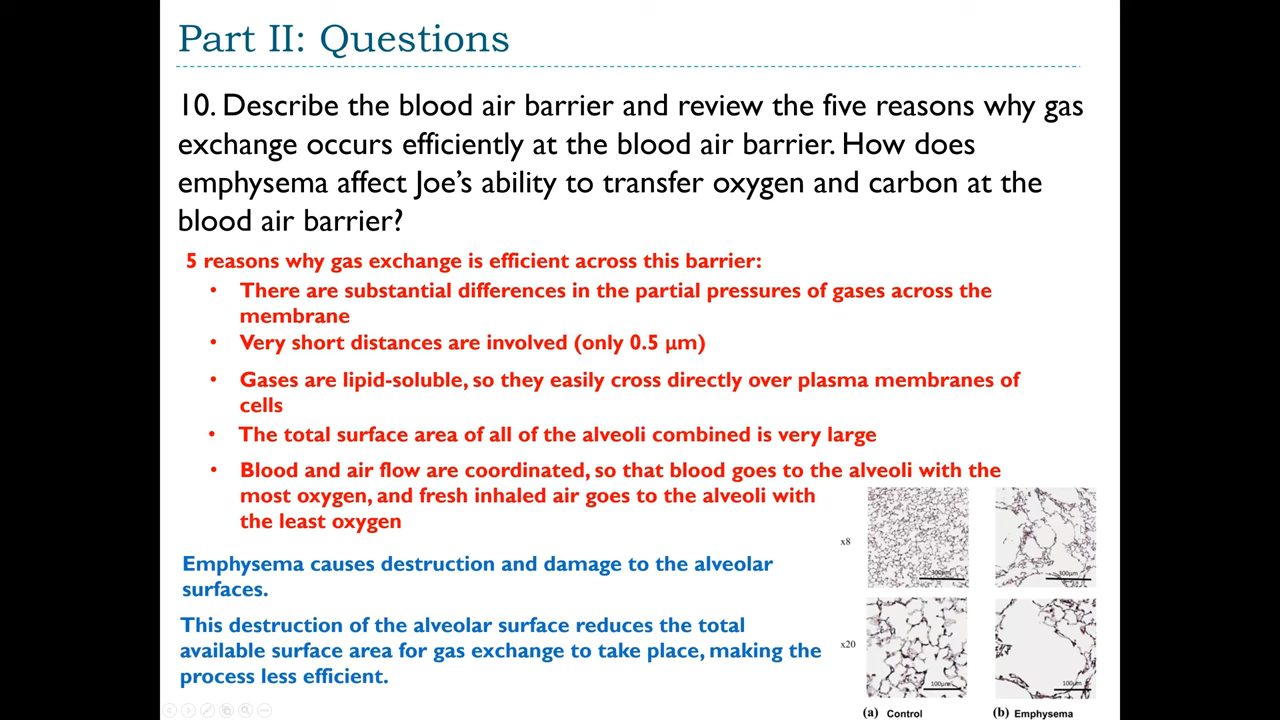 Part II: Questions
10. Describe the blood air barrier and review the five reasons why gas
exchange occurs efficiently at the blood air barrier. How does
emphysema affect Joe's ability to transfer oxygen and carbon at the
blood air barrier?
5 reasons why gas exchange is efficient across this barrier:
• There are substantial differences in the partial pressures of gases across the
membrane
• Very short distances are involved (only 0.5 μm)
• Gases are lipid-soluble, so they easily cross directly over plasma membranes of
cells
• The total surface area of all of the alveoli combined is very large
• Blood and air flow are coordinated, so that blood goes to the alveoli with the
most oxygen, and fresh inhaled air goes to the alveoli with
the least oxygen
Emphysema causes destruction and damage to the alveolar
surfaces.
This destruction of the alveolar surface reduces the total
available surface area for gas exchange to take place, making the
process less efficient.
x8
300μm
300μm
x20
100μm
100μm
(a) Control
(b) Emphysema